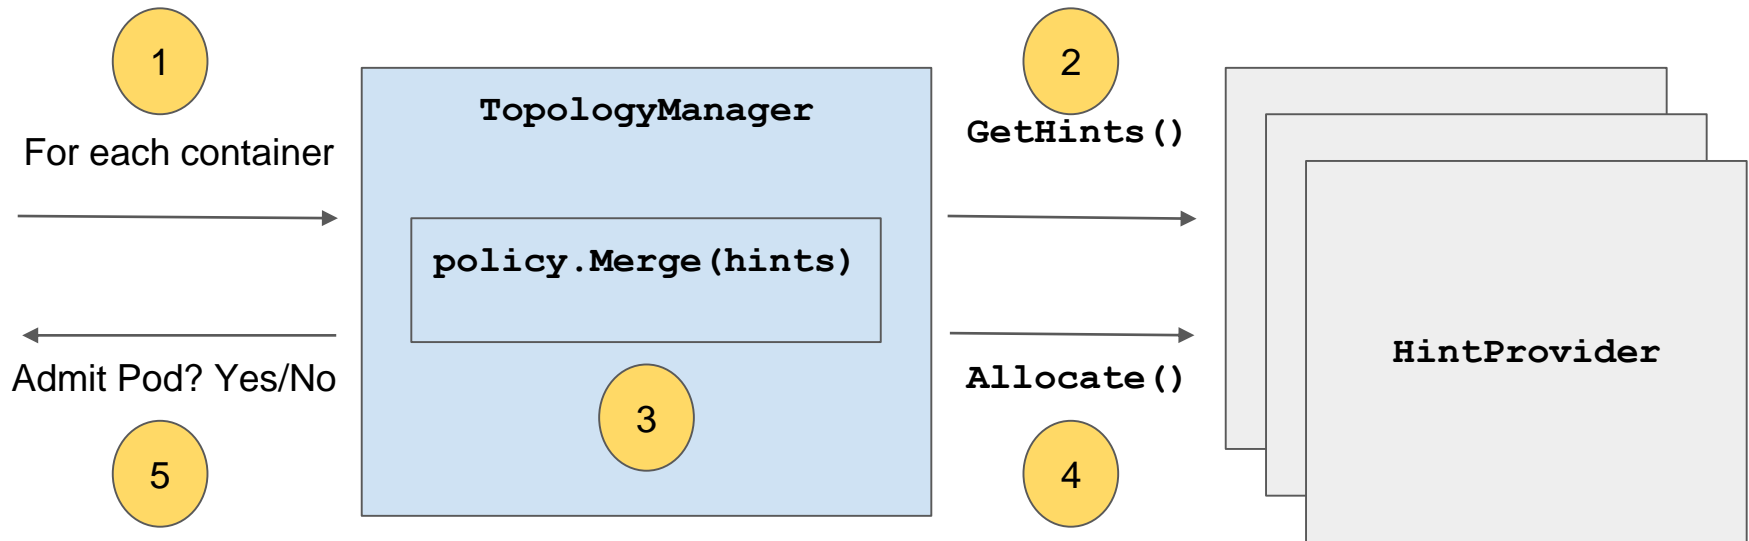 1
For each container
TopologyManager
policy.Merge(hints)
3
2
GetHints()
Allocate()
4
HintProvider
Admit Pod? Yes/No
5